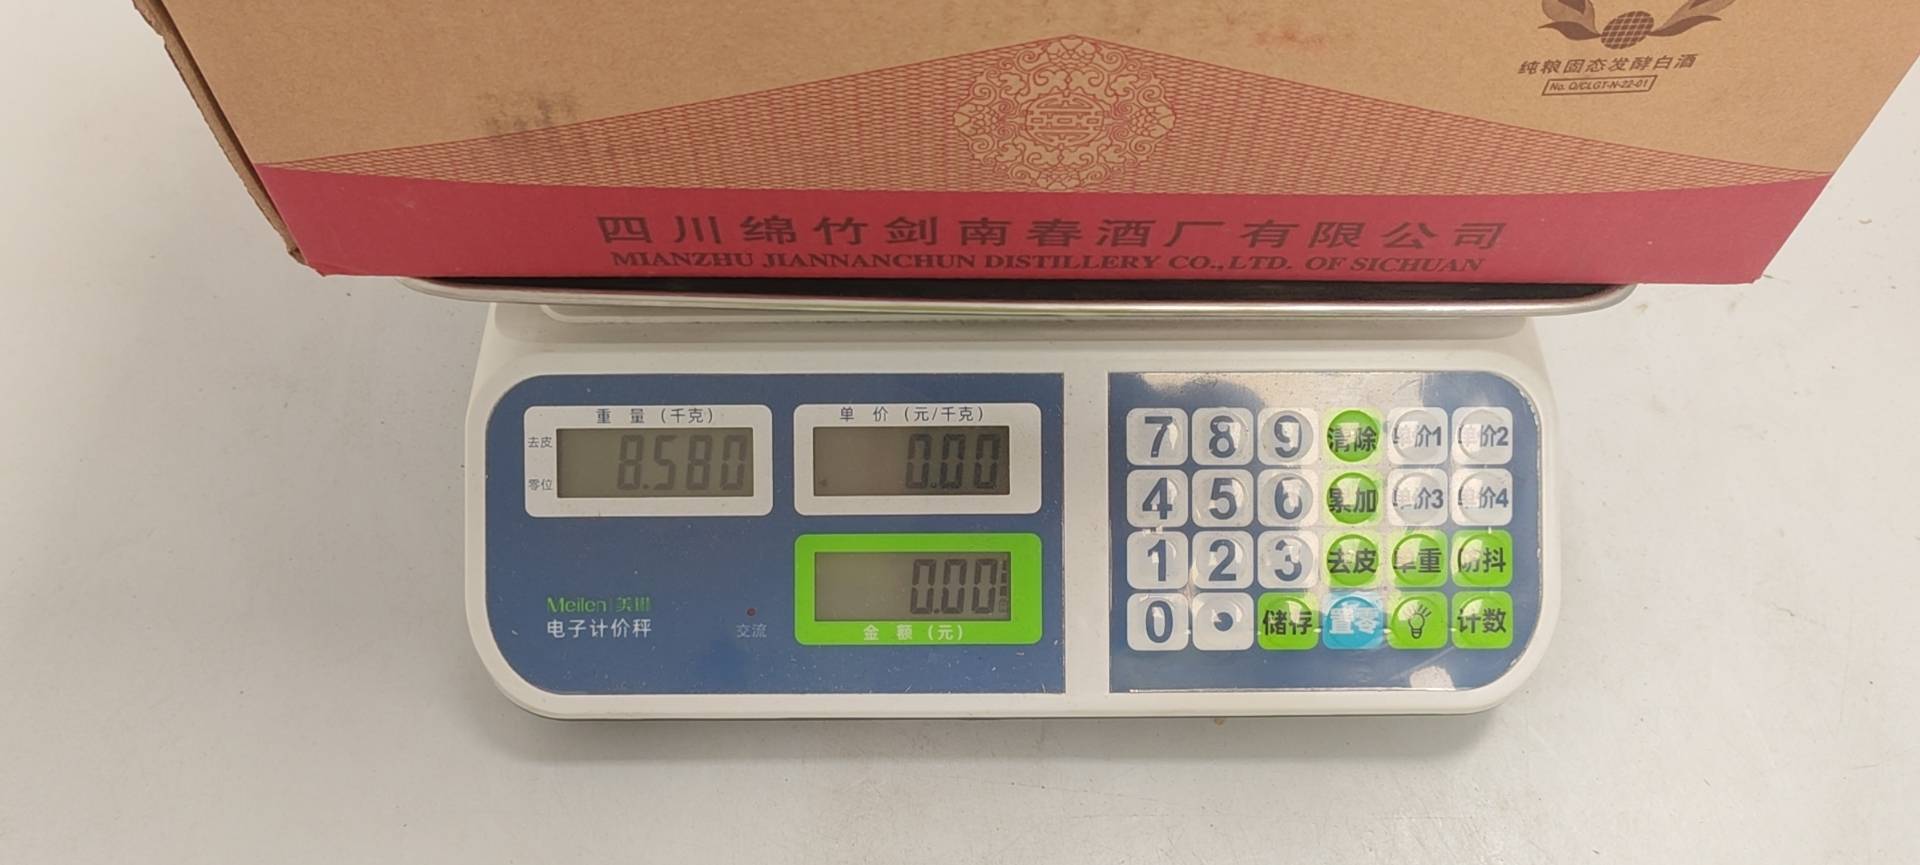 纯粮固态发酵白酒
No. Q/CLGT-N-22-01
四川绵竹剑南春酒厂有限公司
MIANZHU JIANNANCHUN DISTILLERY CO.,LTD. OF SICHUAN
重 量 (千克)
单 价 (元/千克)
去皮
零位
8.580
0.00
0.00
金 额 (元)
Meilen|美琳
电子计价秤
交流
7 8 9 清除 单价1 单价2
4 5 6 累加 单价3 单价4
1 2 3 去皮 单重 防抖
0 . 储存 置零 计数